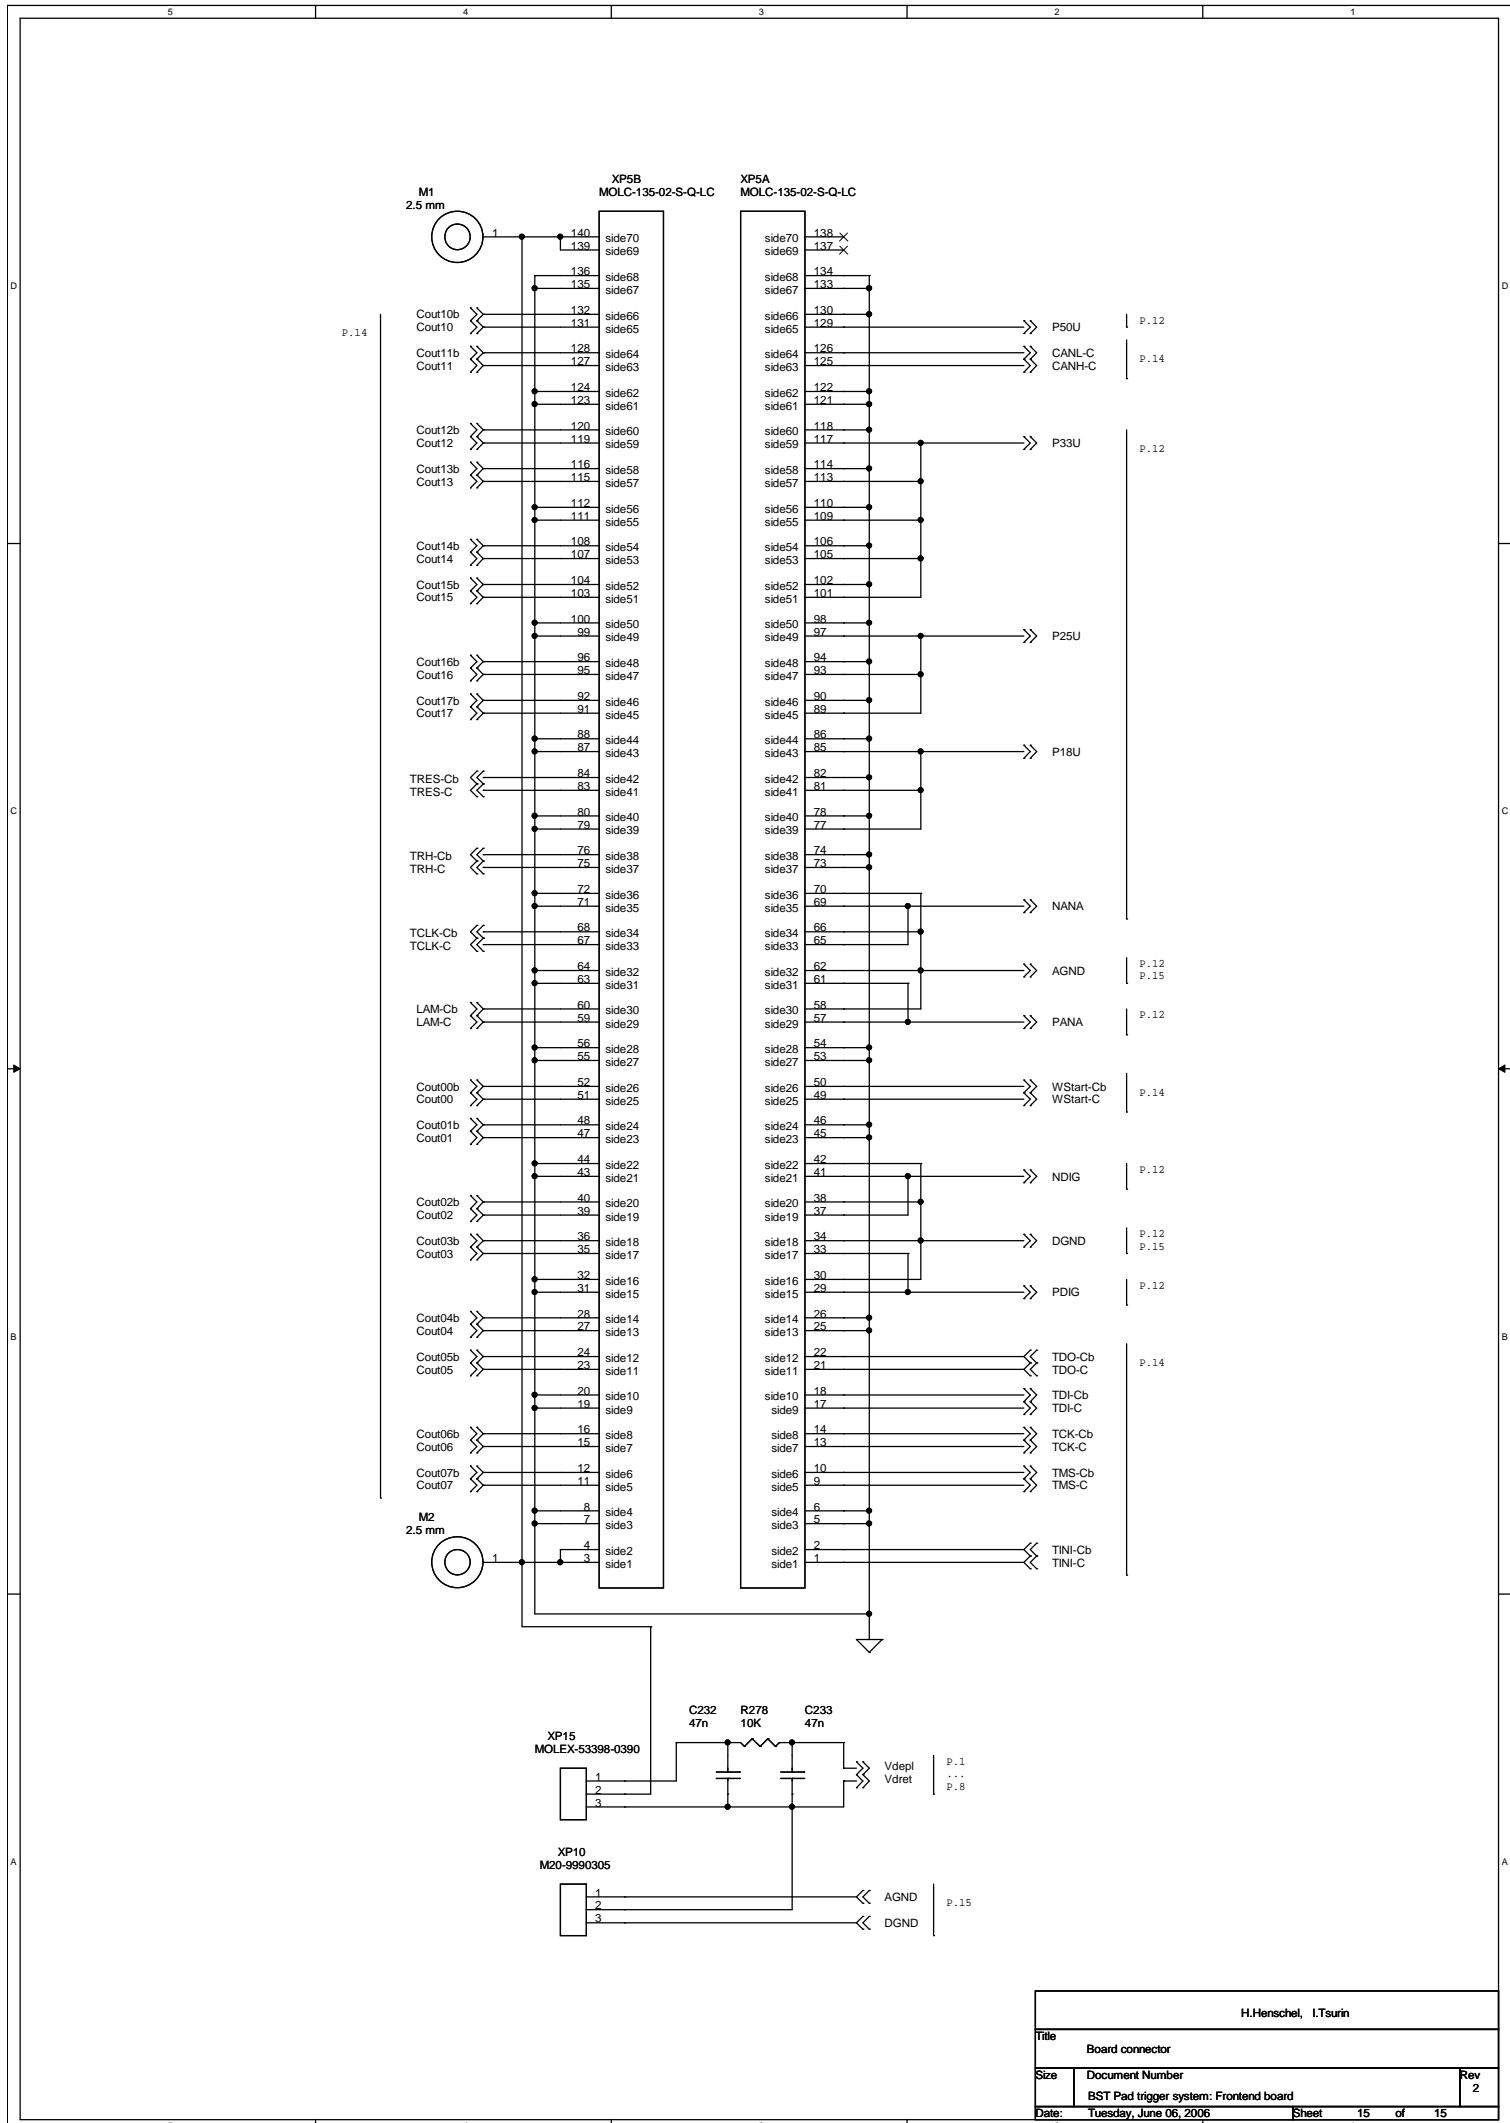 5 4 3 2 1
XP5B XP5A
MOLC-135-02-S-Q-LC MOLC-135-02-S-Q-LC
M1
2.5 mm
1 140 side70 side70 138
139 side69 side69 137
136 side68 side68 134
D 135 side67 side67 133 D
Cout10b 132 side66 side66 130
P.14 Cout10 131 side65 side65 129 P50U P.12
Cout11b 128 side64 side64 126 CANL-C
Cout11 127 side63 side63 125 CANH-C P.14
124 side62 side62 122
123 side61 side61 121
Cout12b 120 side60 side60 118
Cout12 119 side59 side59 117 P33U P.12
Cout13b 116 side58 side58 114
Cout13 115 side57 side57 113
112 side56 side56 110
111 side55 side55 109
Cout14b 108 side54 side54 106
Cout14 107 side53 side53 105
Cout15b 104 side52 side52 102
Cout15 103 side51 side51 101
100 side50 side50 98
99 side49 side49 97 P25U
Cout16b 96 side48 side48 94
Cout16 95 side47 side47 93
Cout17b 92 side46 side46 90
Cout17 91 side45 side45 89
88 side44 side44 86
87 side43 side43 85 P18U
TRES-Cb 84 side42 side42 82
TRES-C 83 side41 side41 81
C 80 side40 side40 78 C
79 side39 side39 77
TRH-Cb 76 side38 side38 74
TRH-C 75 side37 side37 73
72 side36 side36 70
71 side35 side35 69 NANA
TCLK-Cb 68 side34 side34 66
TCLK-C 67 side33 side33 65
64 side32 side32 62 AGND P.12
63 side31 side31 61 P.15
LAM-Cb 60 side30 side30 58
LAM-C 59 side29 side29 57 PANA P.12
56 side28 side28 54
55 side27 side27 53
Cout00b 52 side26 side26 50 WStart-Cb
Cout00 51 side25 side25 49 WStart-C P.14
Cout01b 48 side24 side24 46
Cout01 47 side23 side23 45
44 side22 side22 42
43 side21 side21 41 NDIG P.12
Cout02b 40 side20 side20 38
Cout02 39 side19 side19 37
Cout03b 36 side18 side18 34 DGND P.12
Cout03 35 side17 side17 33 P.15
32 side16 side16 30
31 side15 side15 29 PDIG P.12
Cout04b 28 side14 side14 26
B Cout04 27 side13 side13 25 B
Cout05b 24 side12 side12 22 TDO-Cb
Cout05 23 side11 side11 21 TDO-C P.14
20 side10 side10 18 TDI-Cb
19 side9 side9 17 TDI-C
Cout06b 16 side8 side8 14 TCK-Cb
Cout06 15 side7 side7 13 TCK-C
Cout07b 12 side6 side6 10 TMS-Cb
Cout07 11 side5 side5 9 TMS-C
8 side4 side4 6
M2 7 side3 side3 5
2.5 mm
4 side2 side2 2 TINI-Cb
1 3 side1 side1 1 TINI-C
C232 R278 C233
47n 10K 47n
XP15
MOLEX-53398-0390
1
2
3
Vdepl
Vdret
P.1
...
P.8
XP10
M20-9990305
A A
1 AGND
2
3 DGND
P.15
H.Henschel, I.Tsurin
Title
Board connector
Size Document Number Rev
BST Pad trigger system: Frontend board 2
Date: Tuesday, June 06, 2006 Sheet 15 of 15